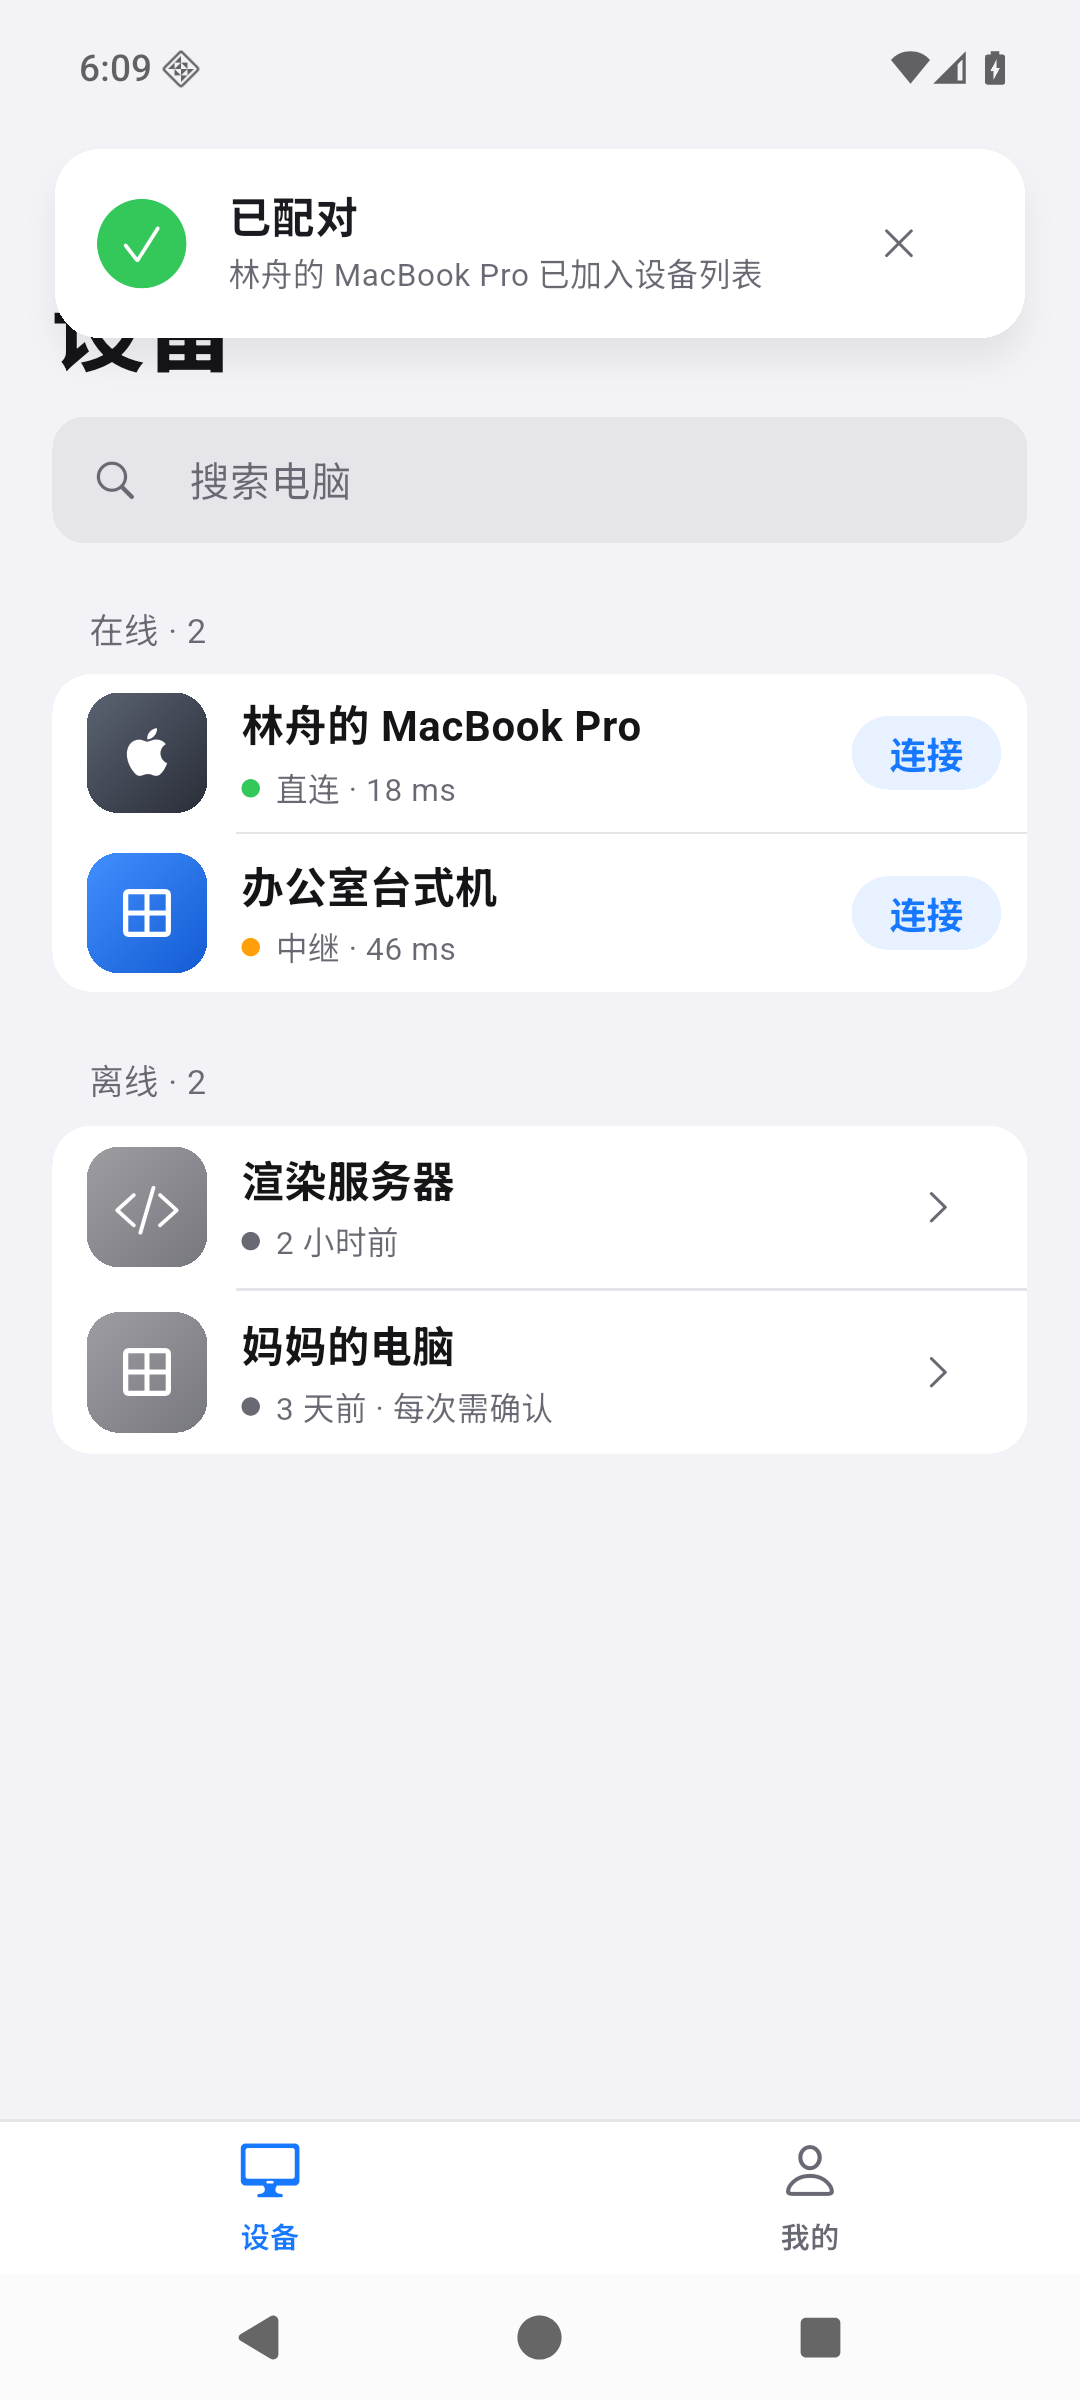 6:09
已配对
林舟的 MacBook Pro 已加入设备列表
设备
搜索电脑
在线 · 2
林舟的 MacBook Pro
连接
直连 · 18 ms
办公室台式机
连接
中继 · 46 ms
离线 · 2
渲染服务器
2 小时前
妈妈的电脑
3 天前 · 每次需确认
设备
我的